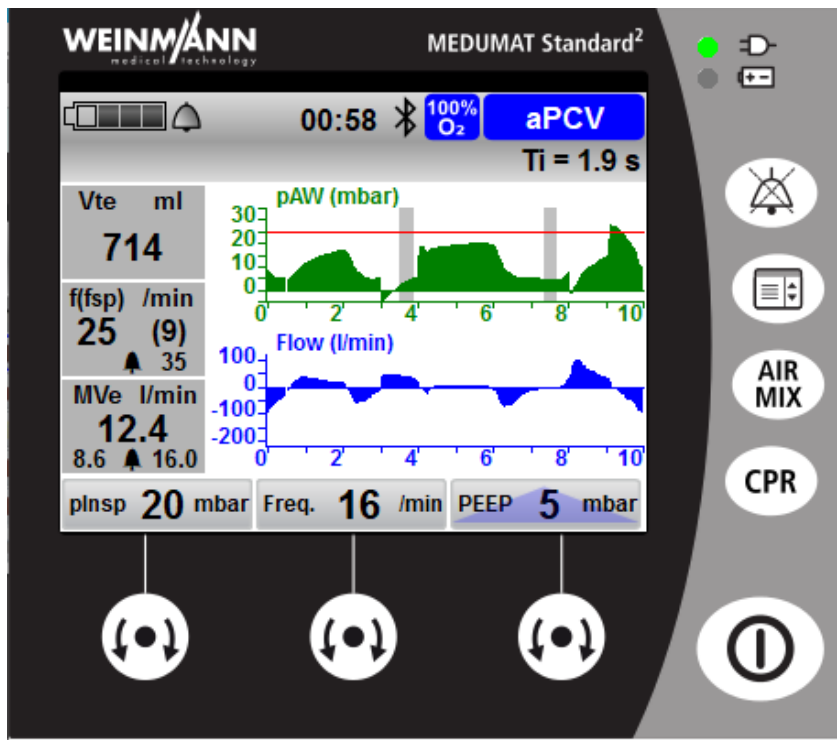 WEINMANN
medical technology
MEDUMAT Standard²
00:58 100% O₂ aPCV
Ti = 1.9 s
Vte ml
714
f(fsp) /min
25 (9)
35
MVe l/min
12.4
8.6 16.0
pAW (mbar)
30
20
10
0
0 2 4 6 8 10
Flow (l/min)
100
0
-100
-200
0 2 4 6 8 10
pInsp 20 mbar Freq. 16 /min PEEP 5 mbar
AIR
MIX
CPR